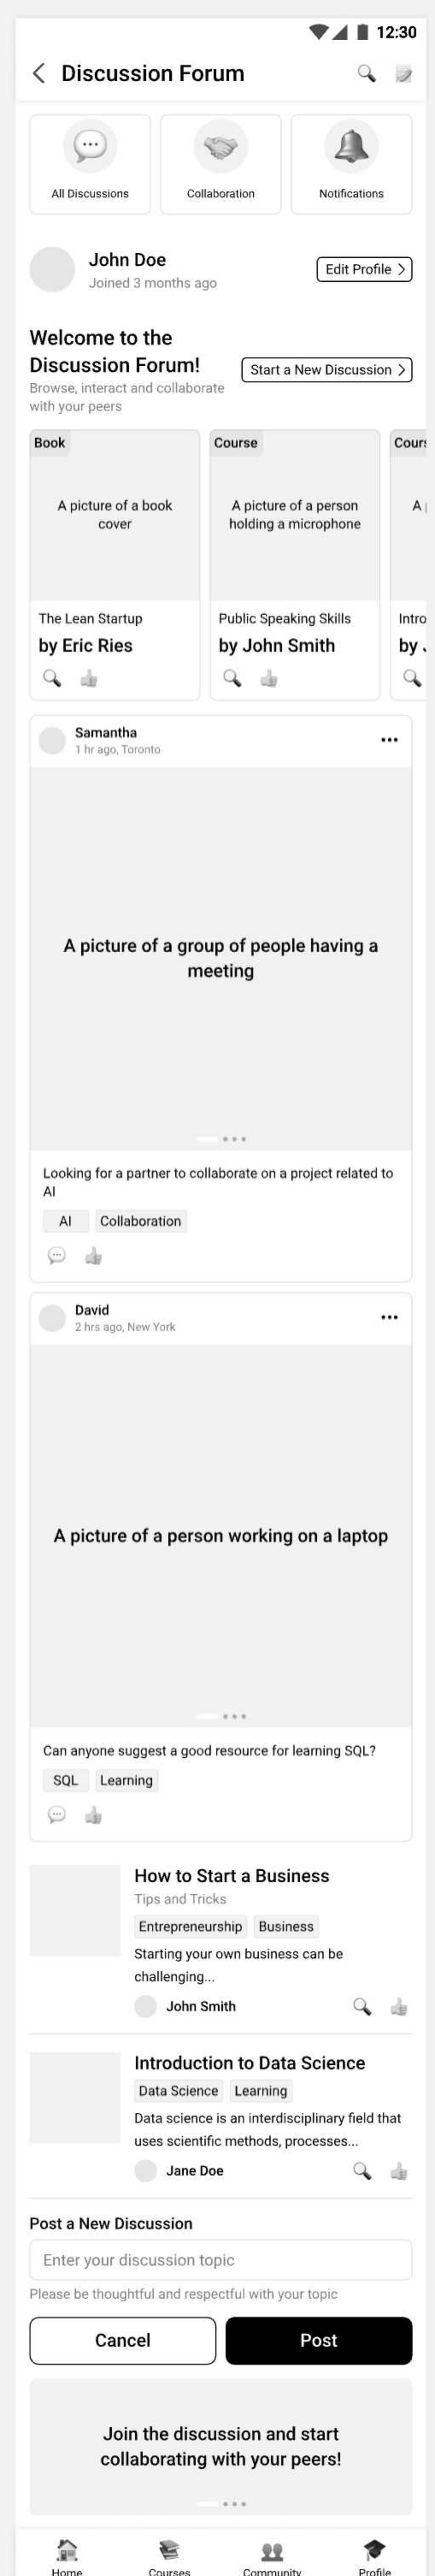 12:30
Discussion Forum
All Discussions
Collaboration
Notifications
John Doe
Joined 3 months ago
Edit Profile
Welcome to the
Discussion Forum!
Browse, interact and collaborate
with your peers
Start a New Discussion
Book
A picture of a book
cover
The Lean Startup
by Eric Ries
Course
A picture of a person
holding a microphone
Public Speaking Skills
by John Smith
Cours
A
Intro
by
Samantha
1 hr ago, Toronto
A picture of a group of people having a
meeting
Looking for a partner to collaborate on a project related to
AI
AI
Collaboration
David
2 hrs ago, New York
A picture of a person working on a laptop
Can anyone suggest a good resource for learning SQL?
SQL
Learning
How to Start a Business
Tips and Tricks
Entrepreneurship
Business
Starting your own business can be
challenging...
John Smith
Introduction to Data Science
Data Science
Learning
Data science is an interdisciplinary field that
uses scientific methods, processes...
Jane Doe
Post a New Discussion
Enter your discussion topic
Please be thoughtful and respectful with your topic
Cancel
Post
Join the discussion and start
collaborating with your peers!
Home
Courses
Community
Profile